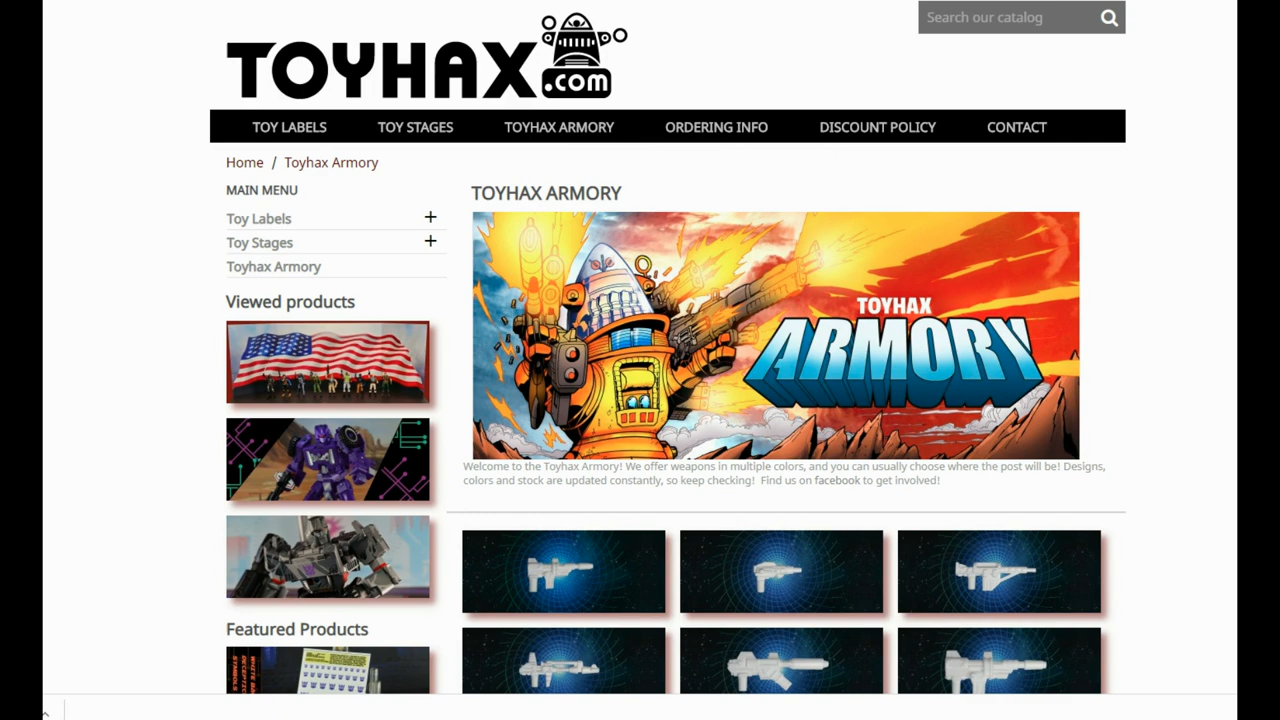 Search our catalog
TOYHAX.com
TOY LABELS
TOY STAGES
TOYHAX ARMORY
ORDERING INFO
DISCOUNT POLICY
CONTACT
Home / Toyhax Armory
MAIN MENU
Toy Labels +
Toy Stages +
Toyhax Armory
Viewed products
Featured Products
TOYHAX ARMORY
TOYHAX
ARMORY
Welcome to the Toyhax Armory! We offer weapons in multiple colors, and you can usually choose where the post will be! Designs,
colors and stock are updated constantly, so keep checking! Find us on facebook to get involved!